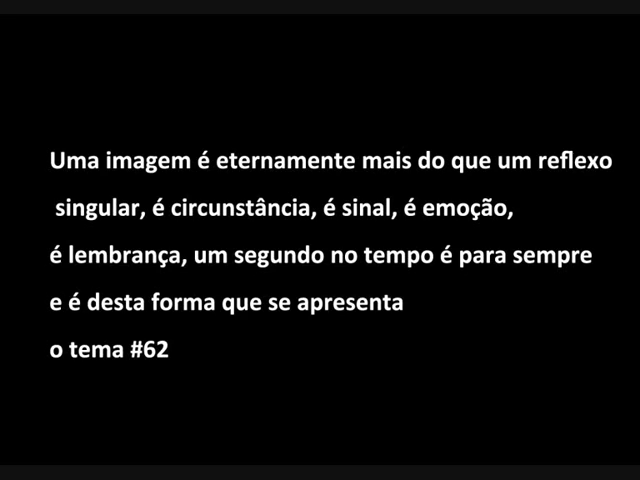 Uma imagem é eternamente mais do que um reflexo
singular, é circunstância, é sinal, é emoção,
é lembrança, um segundo no tempo é para sempre
e é desta forma que se apresenta
o tema #62